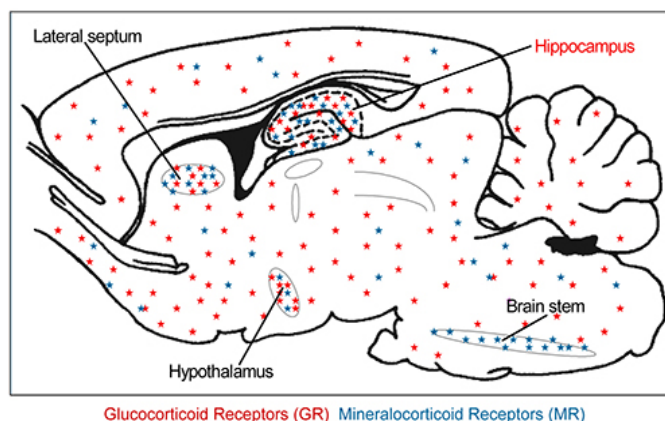 Lateral septum
Hippocampus
Brain stem
Hypothalamus
Glucocorticoid Receptors (GR) Mineralocorticoid Receptors (MR)